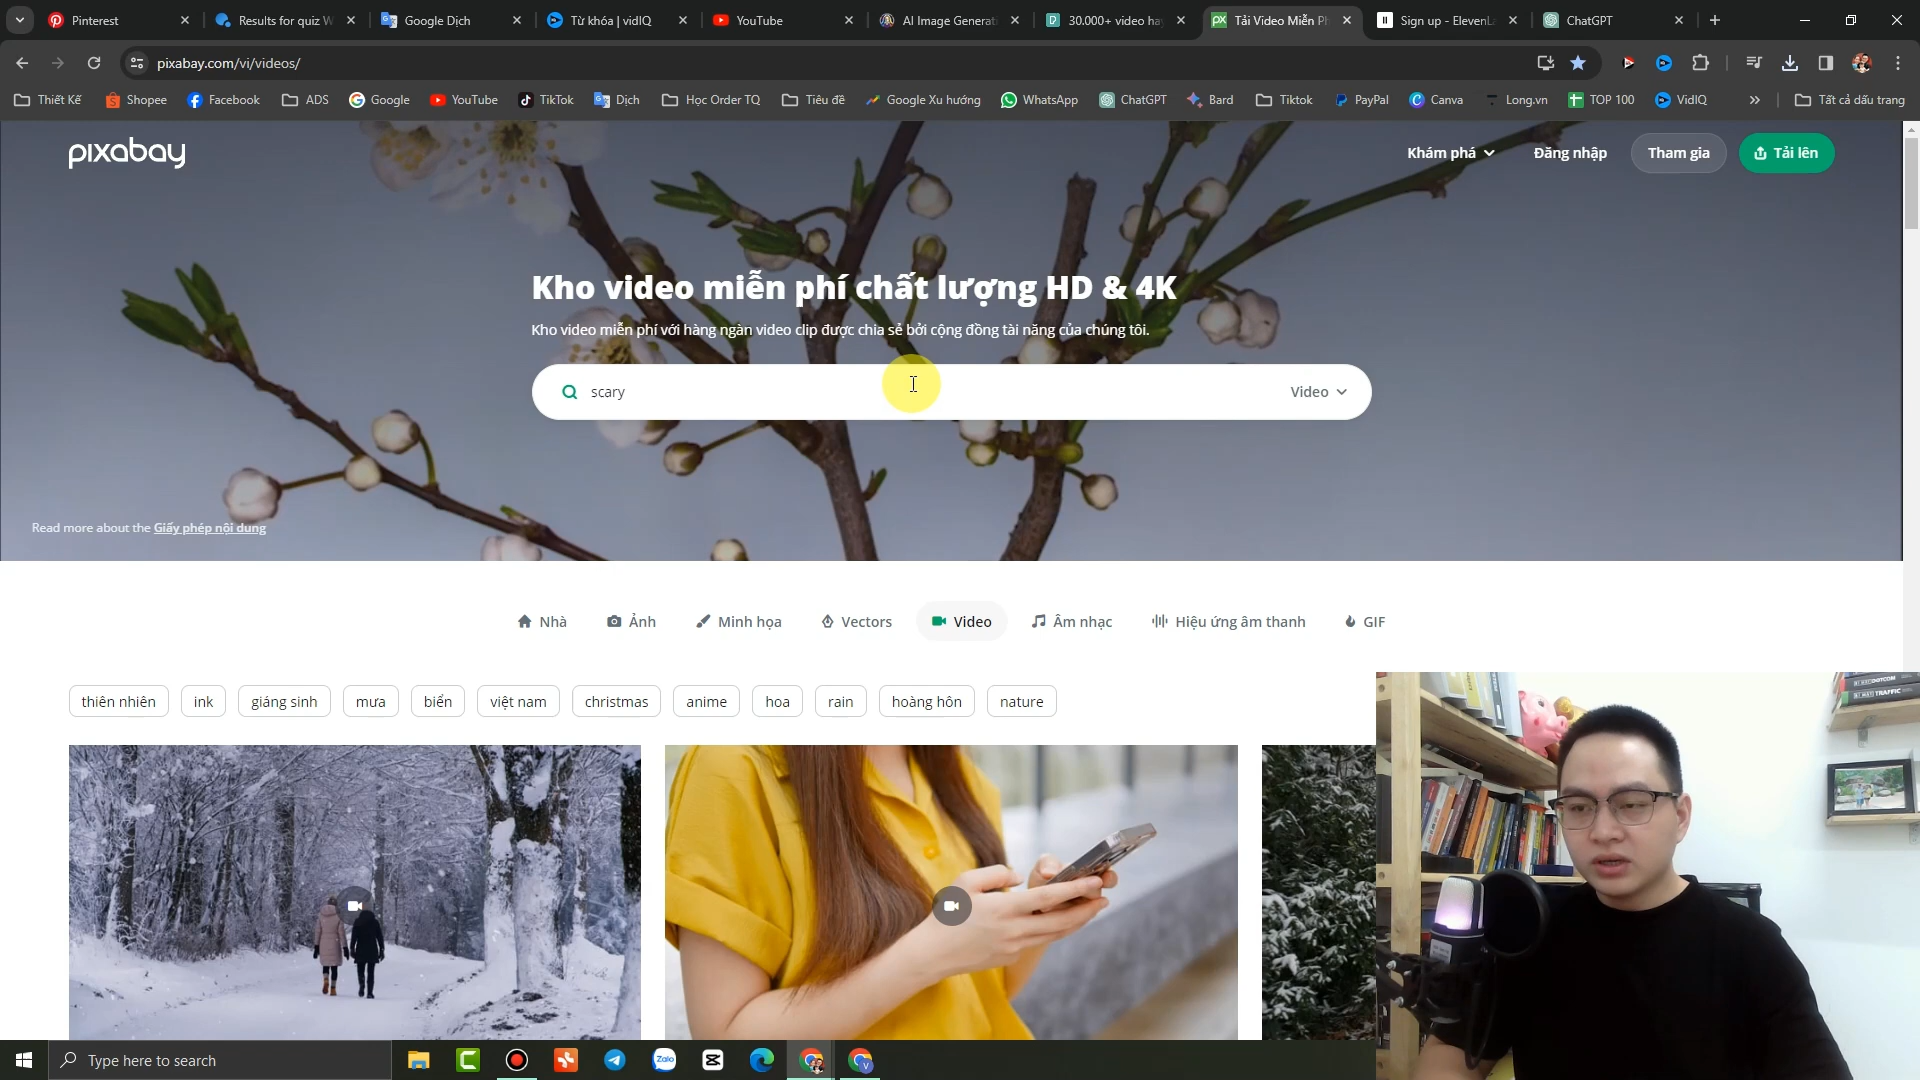 Pinterest
Results for quiz W
Google Dịch
Từ khóa | vidIQ
YouTube
AI Image Generati
30.000+ video hay
Tải Video Miễn Ph
Sign up - ElevenLa
ChatGPT
pixabay.com/vi/videos/
Thiết Kế
Shopee
Facebook
ADS
Google
YouTube
TikTok
Dịch
Học Order TQ
Tiêu đề
Google Xu hướng
WhatsApp
ChatGPT
Bard
Tiktok
PayPal
Canva
Long.vn
TOP 100
VidIQ
Tất cả dấu trang
pixabay
Khám phá
Đăng nhập
Tham gia
Tải lên
Kho video miễn phí chất lượng HD & 4K
Kho video miễn phí với hàng ngàn video clip được chia sẻ bởi cộng đồng tài năng của chúng tôi.
scary
Video
Read more about the Giấy phép nội dung
Nhà
Ảnh
Minh họa
Vectors
Video
Âm nhạc
Hiệu ứng âm thanh
GIF
thiên nhiên
ink
giáng sinh
mưa
biển
việt nam
christmas
anime
hoa
rain
hoàng hôn
nature
Type here to search
Zalo